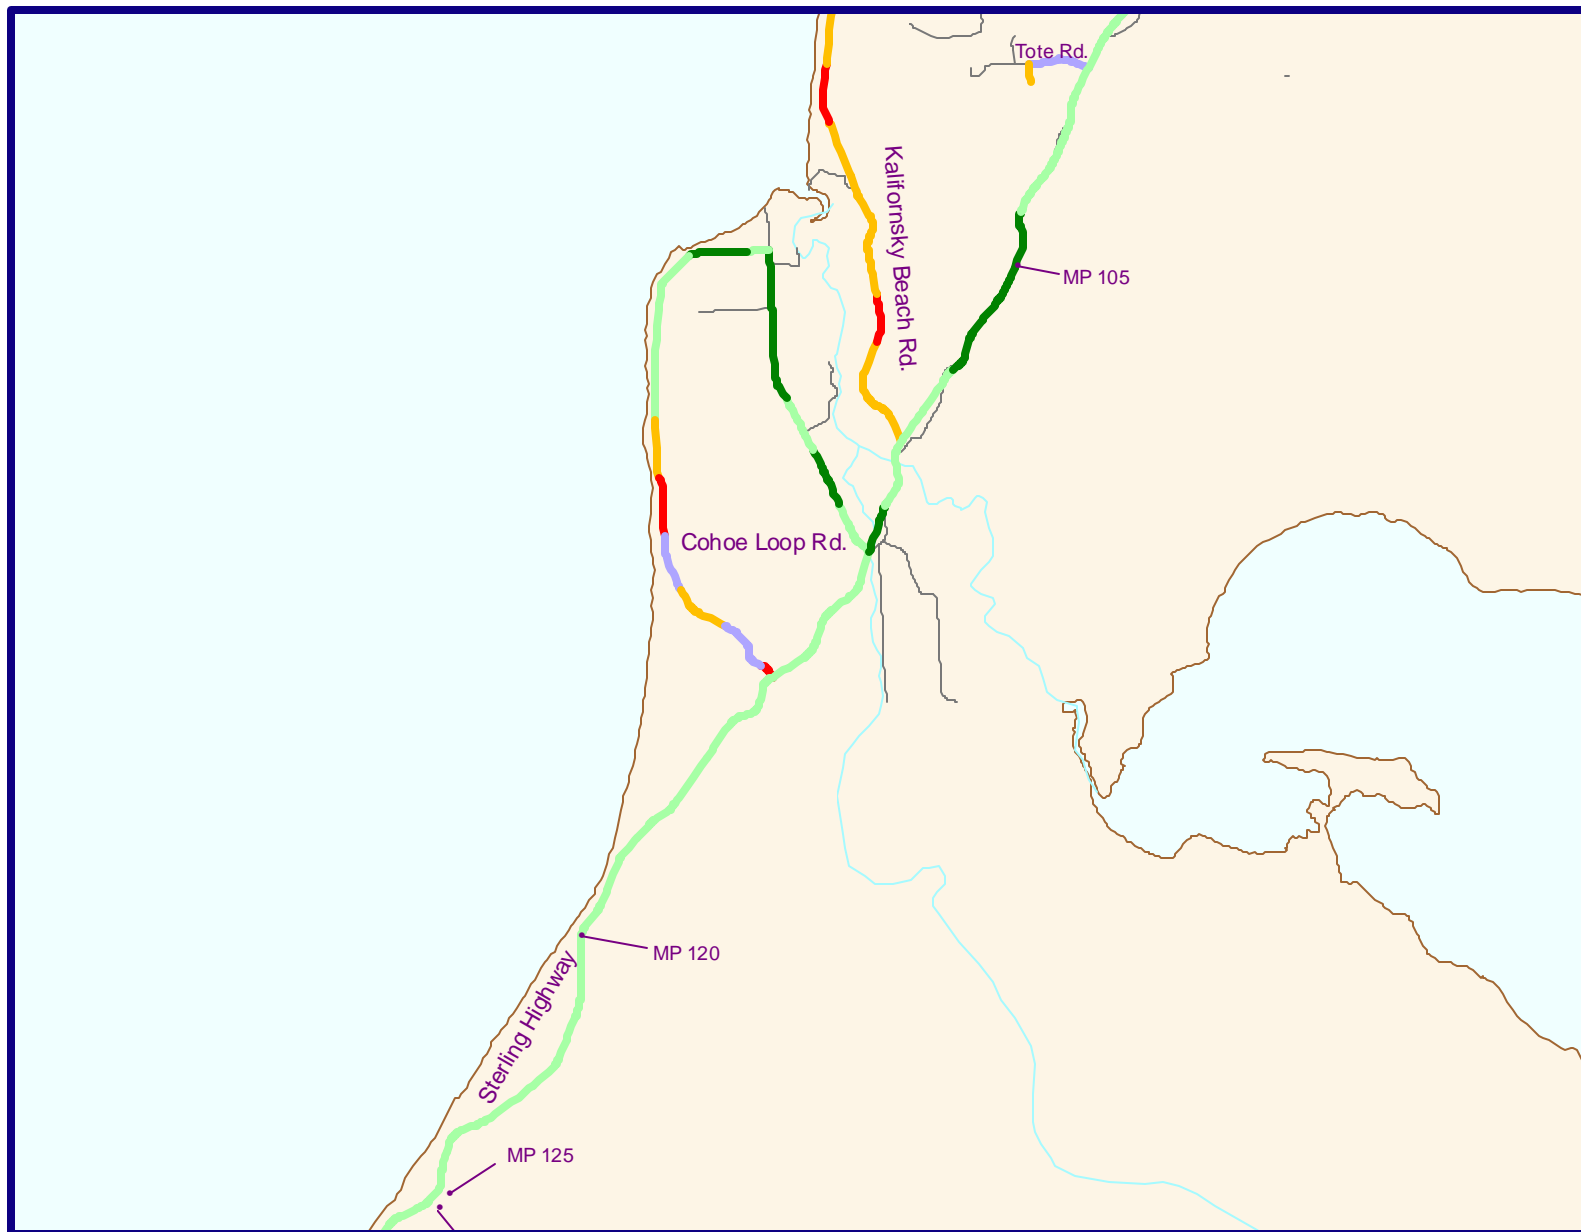 Tote Rd.
Kalifornsky Beach Rd.
MP 105
Cohoe Loop Rd.
MP 120
Sterling Highway
MP 125